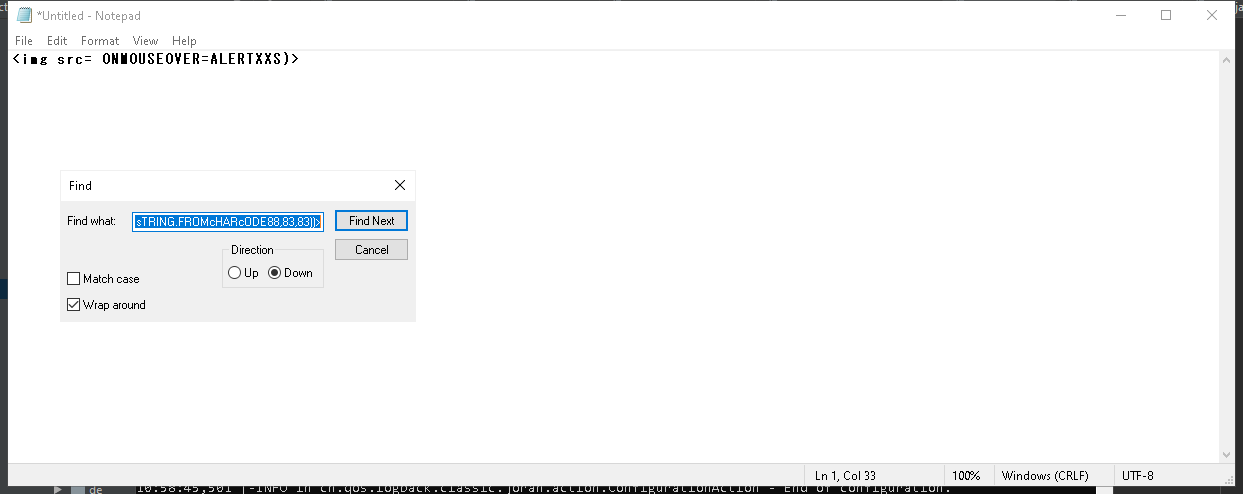 *Untitled - Notepad
File Edit Format View Help
<img src= ONMOUSEOVER=ALERTXXS)>
Find
Find what: sTRING.FROMcHARcODE88,83,83))> Find Next
Direction Cancel
Up Down
Match case
Wrap around
Ln 1, Col 33 100% Windows (CRLF) UTF-8
de 10:58:45,501 |-INFO in ch.qos.logback.classic.joran.action.ConfigurationAction - End of configuration.